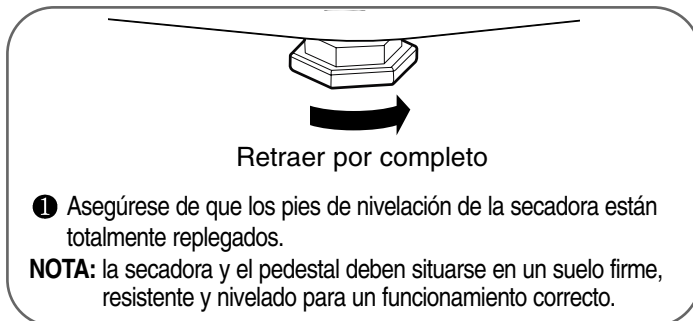 Retraer por completo
❶ Asegúrese de que los pies de nivelación de la secadora están
totalmente replegados.
NOTA: la secadora y el pedestal deben situarse en un suelo firme,
resistente y nivelado para un funcionamiento correcto.